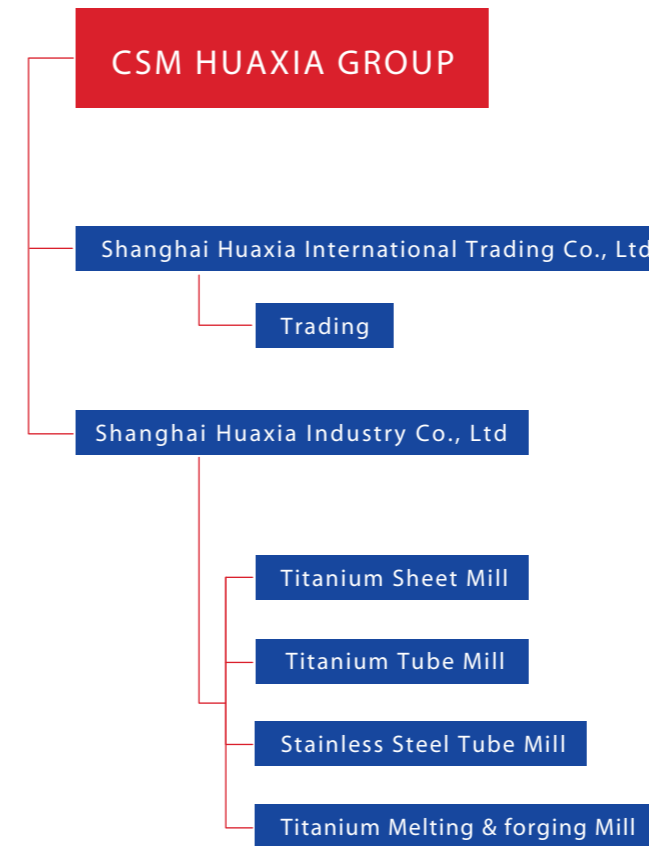 CSM HUAXIA GROUP
Shanghai Huaxia International Trading Co., Ltd
Trading
Shanghai Huaxia Industry Co., Ltd
Titanium Sheet Mill
Titanium Tube Mill
Stainless Steel Tube Mill
Titanium Melting & forging Mill